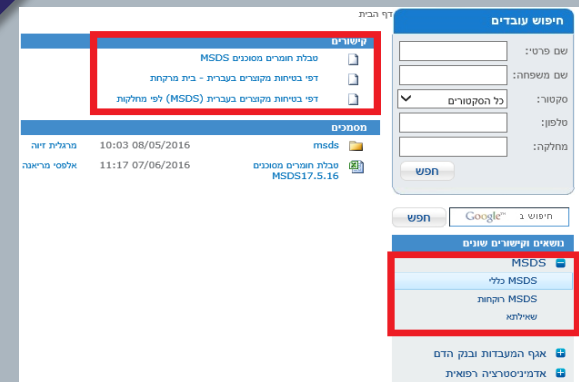 דף הבית
חיפוש עובדים
שם פרטי:
שם משפחה:
סקטור: כל הסקטורים
טלפון:
מחלקה:
חפש
חיפוש ב Google™ חפש
נושאים וקישורים שונים
MSDS
MSDS כללי
MSDS רוקחות
שאילתא
אגף המעבדות ובנק הדם
אדמיניסטרציה רפואית
קישורים
טבלת חומרים מסוכנים MSDS
דפי בטיחות מקוצרים בעברית - בית מרקחת
דפי בטיחות מקוצרים בעברית (MSDS) לפי מחלקות
מסמכים
msds 08/05/2016 10:03 מרגלית זיוה
טבלת חומרים מסוכנים 07/06/2016 11:17 אלפסי מריאנה
MSDS17.5.16